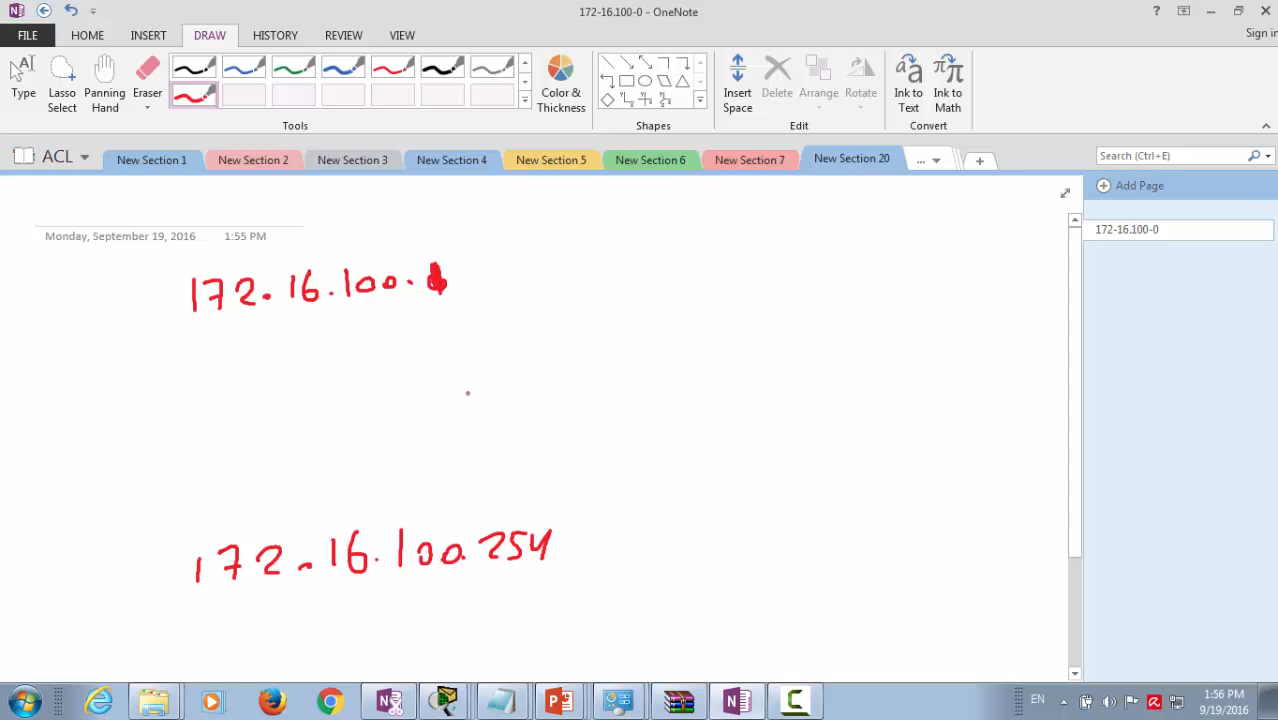 172-16.100-0 - OneNote
?
Sign in
FILE HOME INSERT DRAW HISTORY REVIEW VIEW
Type
Lasso Select
Panning Hand
Eraser
Color & Thickness
Insert Space
Delete
Arrange
Rotate
Ink to Text
Ink to Math
Tools
Shapes
Edit
Convert
ACL
New Section 1
New Section 2
New Section 3
New Section 4
New Section 5
New Section 6
New Section 7
New Section 20
...
Search (Ctrl+E)
Add Page
172-16.100-0
Monday, September 19, 2016 1:55 PM
172.16.100.
172.16.100.254
EN
1:56 PM
9/19/2016